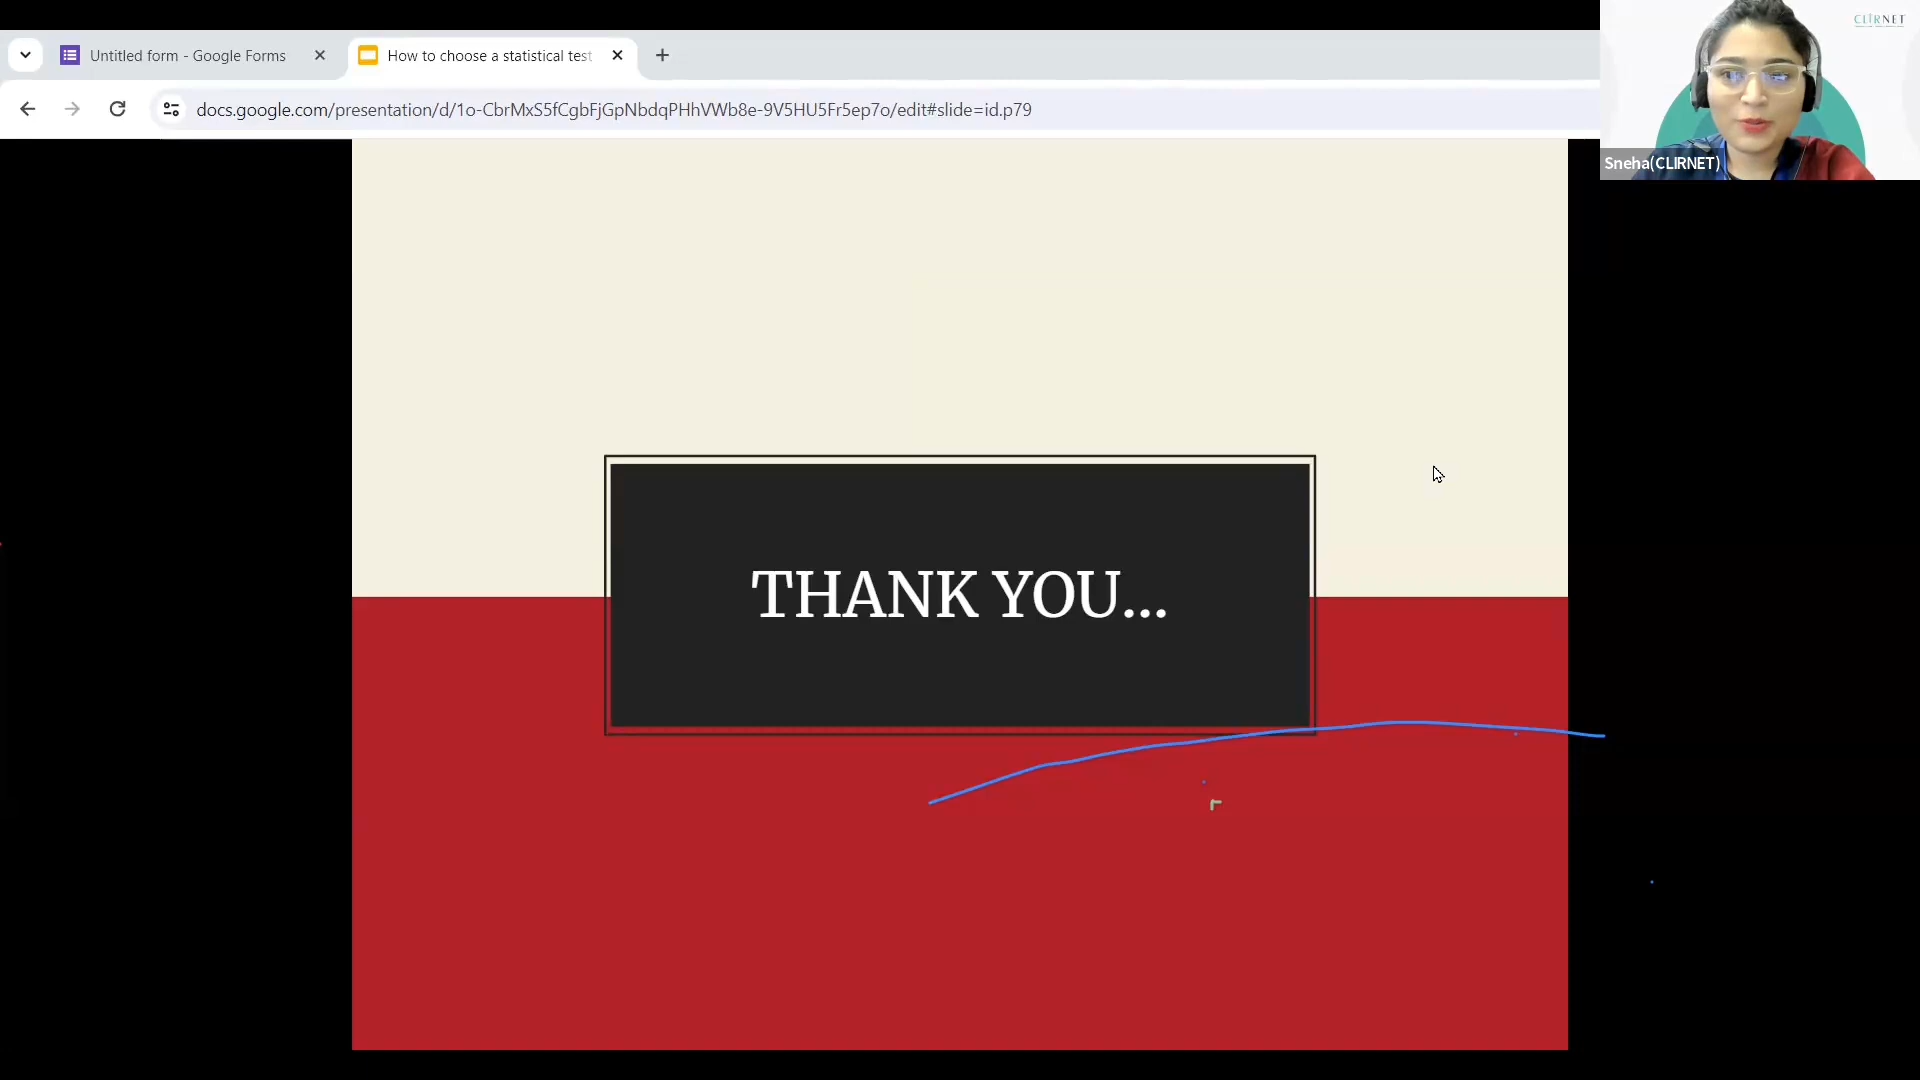 Untitled form - Google Forms
How to choose a statistical test
docs.google.com/presentation/d/1o-CbrMxS5fCgbFjGpNbdqPHhVWb8e-9V5HU5Fr5ep7o/edit#slide=id.p79
CLIRNET
Sneha(CLIRNET)
THANK YOU...